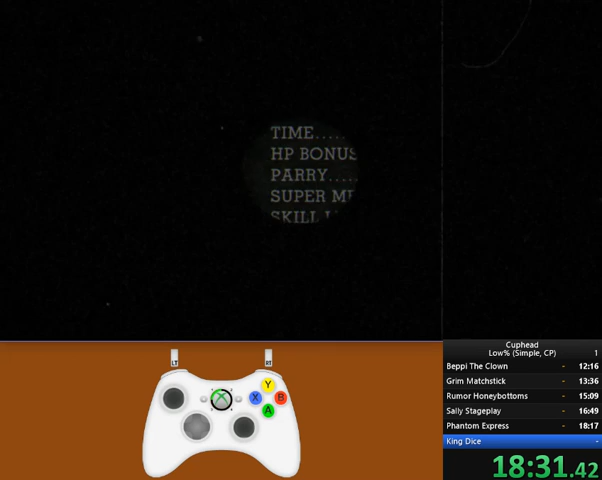 TIME.....
HP BONUS
PARRY.....
SUPER ME
SKILL L
Cuphead
Low% (Simple, CP) 1
Beppi The Clown - 12:16
Grim Matchstick - 13:36
Rumor Honeybottoms - 15:09
Sally Stageplay - 16:49
Phantom Express - 18:17
King Dice -
18:31.42
LT RT
Y
X B
A